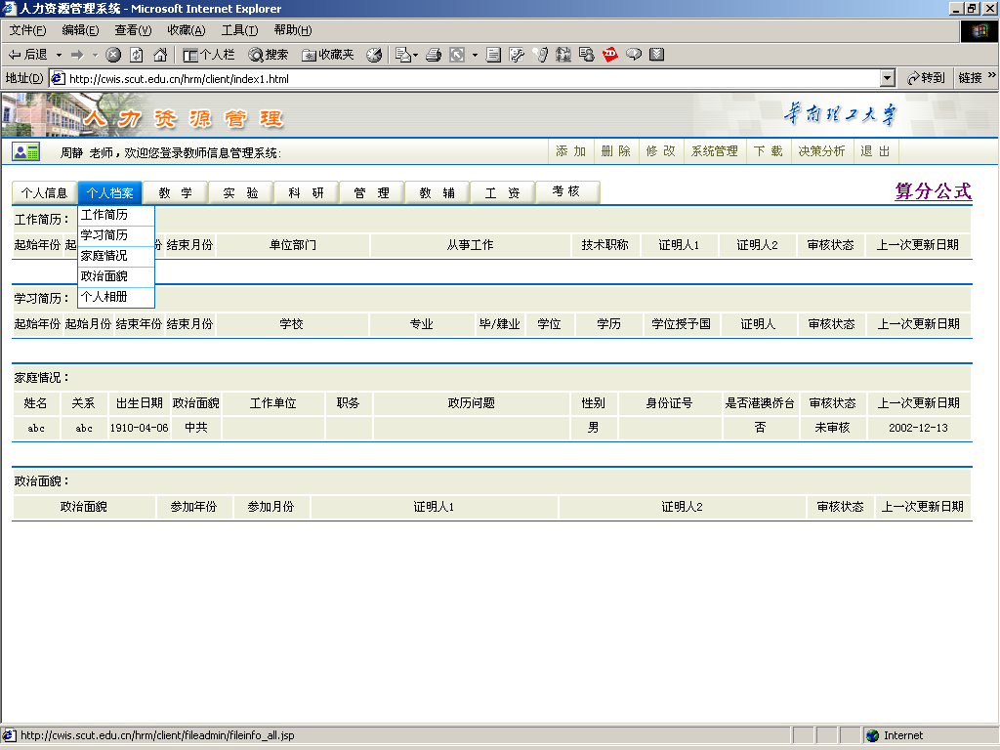 人力资源管理系统 - Microsoft Internet Explorer
文件(F) 编辑(E) 查看(V) 收藏(A) 工具(T) 帮助(H)
后退 个人栏 搜索 收藏夹
地址(D) http://cwis.scut.edu.cn/hrm/client/index1.html 转到 链接 »
人力资源管理 华南理工大学
周静 老师，欢迎您登录教师信息管理系统: 添 加 删 除 修 改 系统管理 下 载 决策分析 退 出
个人信息 个人档案 教 学 实 验 科 研 管 理 教 辅 工 资 考 核 算分公式
工作简历
学习简历
家庭情况
政治面貌
个人相册
工作简历：
起始年份 起 份 结束月份 单位部门 从事工作 技术职称 证明人1 证明人2 审核状态 上一次更新日期
学习简历：
起始年份 起始月份 结束年份 结束月份 学校 专业 毕/肄业 学位 学历 学位授予国 证明人 审核状态 上一次更新日期
家庭情况：
姓名 关系 出生日期 政治面貌 工作单位 职务 政历问题 性别 身份证号 是否港澳侨台 审核状态 上一次更新日期
abc abc 1910-04-06 中共 男 否 未审核 2002-12-13
政治面貌：
政治面貌 参加年份 参加月份 证明人1 证明人2 审核状态 上一次更新日期
http://cwis.scut.edu.cn/hrm/client/fileadmin/fileinfo_all.jsp Internet